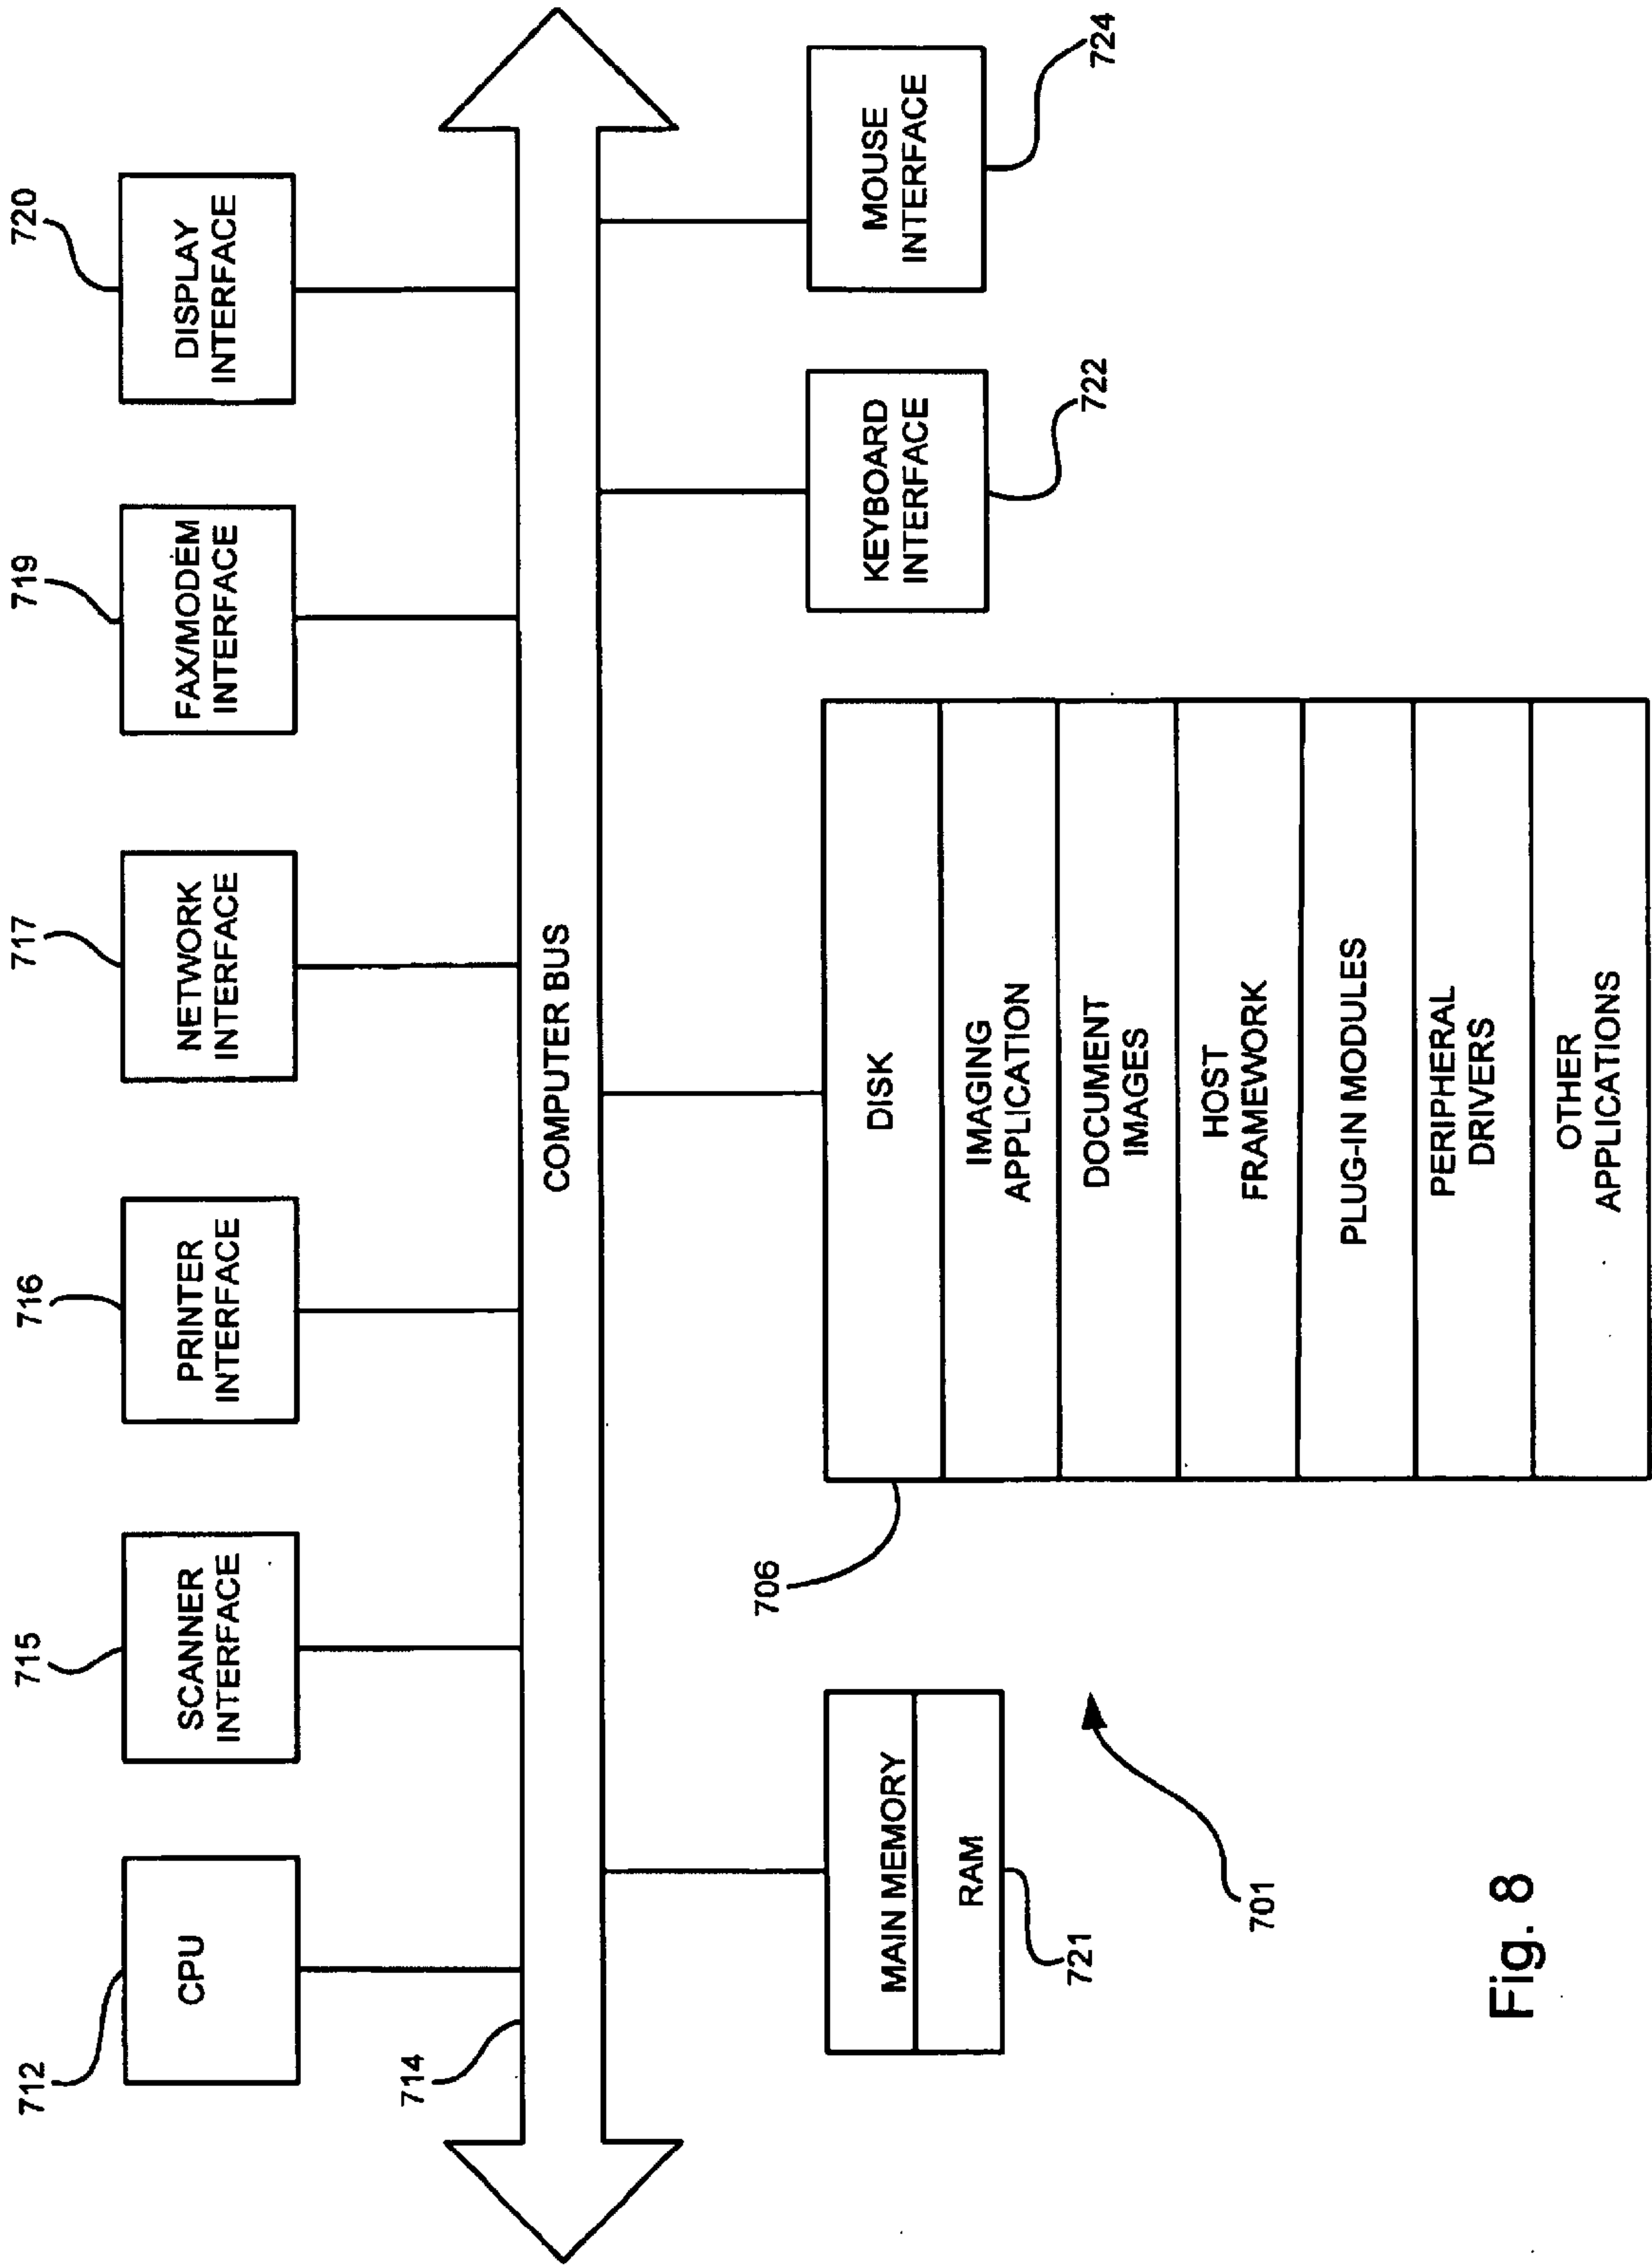 712
715
716
717
719
720
CPU
SCANNER
INTERFACE
PRINTER
INTERFACE
NETWORK
INTERFACE
FAX/MODEM
INTERFACE
DISPLAY
INTERFACE
714
COMPUTER BUS
706
MAIN MEMORY
RAM
721
DISK
IMAGING
APPLICATION
DOCUMENT
IMAGES
HOST
FRAMEWORK
PLUG-IN MODULES
PERIPHERAL
DRIVERS
OTHER
APPLICATIONS
KEYBOARD
INTERFACE
722
MOUSE
INTERFACE
724
701
Fig. 8